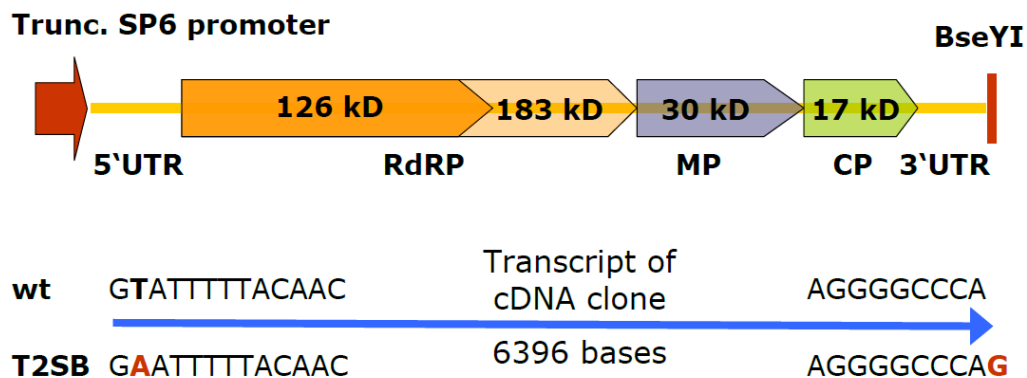 Trunc. SP6 promoter
BseYI
126 kD 183 kD 30 kD 17 kD
5‛UTR RdRP MP CP 3‛UTR
wt GTATTTTTACAAC Transcript of cDNA clone AGGGGCCCA
T2SB GAATTTTTACAAC 6396 bases AGGGGCCCAG